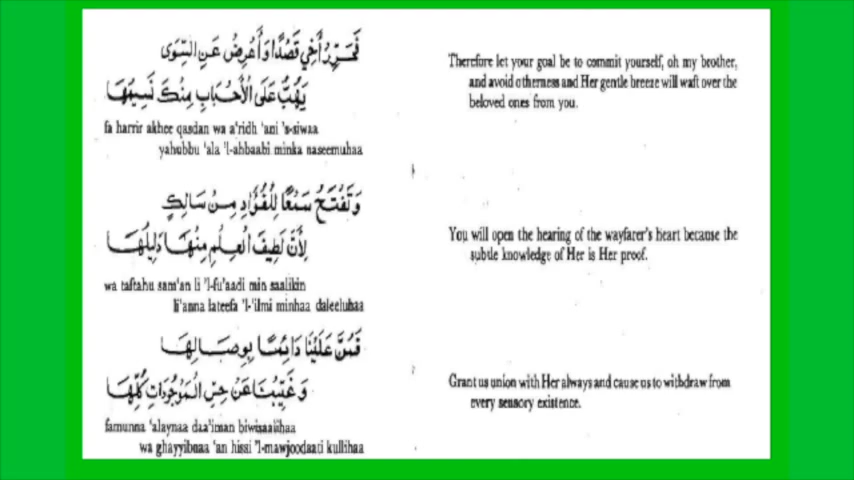 فَحَرِّرْ أَخِي قَصْدًا وَأَعْرِضْ عَنِ السِّوَى
يَهُبُّ عَلَى الْأَحْبَابِ مِنْكَ نَسِيمُهَا
fa harrir akhee qasdan wa a'ridh 'ani 's-siwaa
yahubbu 'ala 'l-ahbaabi minka naseemuhaa
Therefore let your goal be to commit yourself, oh my brother,
and avoid otherness and Her gentle breeze will waft over the
beloved ones from you.
وَتَفْتَحُ سَمْعًا لِلْفُؤَادِ مِنْ سَالِكٍ
لِأَنَّ لَطِيفَ الْعِلْمِ مِنْهَا دَلِيلُهَا
wa taftahu sam'an li 'l-fu'aadi min saalikin
li'anna lateefa 'l-'ilmi minhaa daleeluhaa
You will open the hearing of the wayfarer's heart because the
subtle knowledge of Her is Her proof.
فَمُنَّ عَلَيْنَا دَائِمًا بِوِصَالِهَا
وَغَيِّبْنَا عَنْ حِسِّ الْمَوْجُودَاتِ كُلِّهَا
famunna 'alaynaa daa'iman biwisaalihaa
wa ghayyibnaa 'an hissi 'l-mawjoodaati kullihaa
Grant us union with Her always and cause us to withdraw from
every sensory existence.